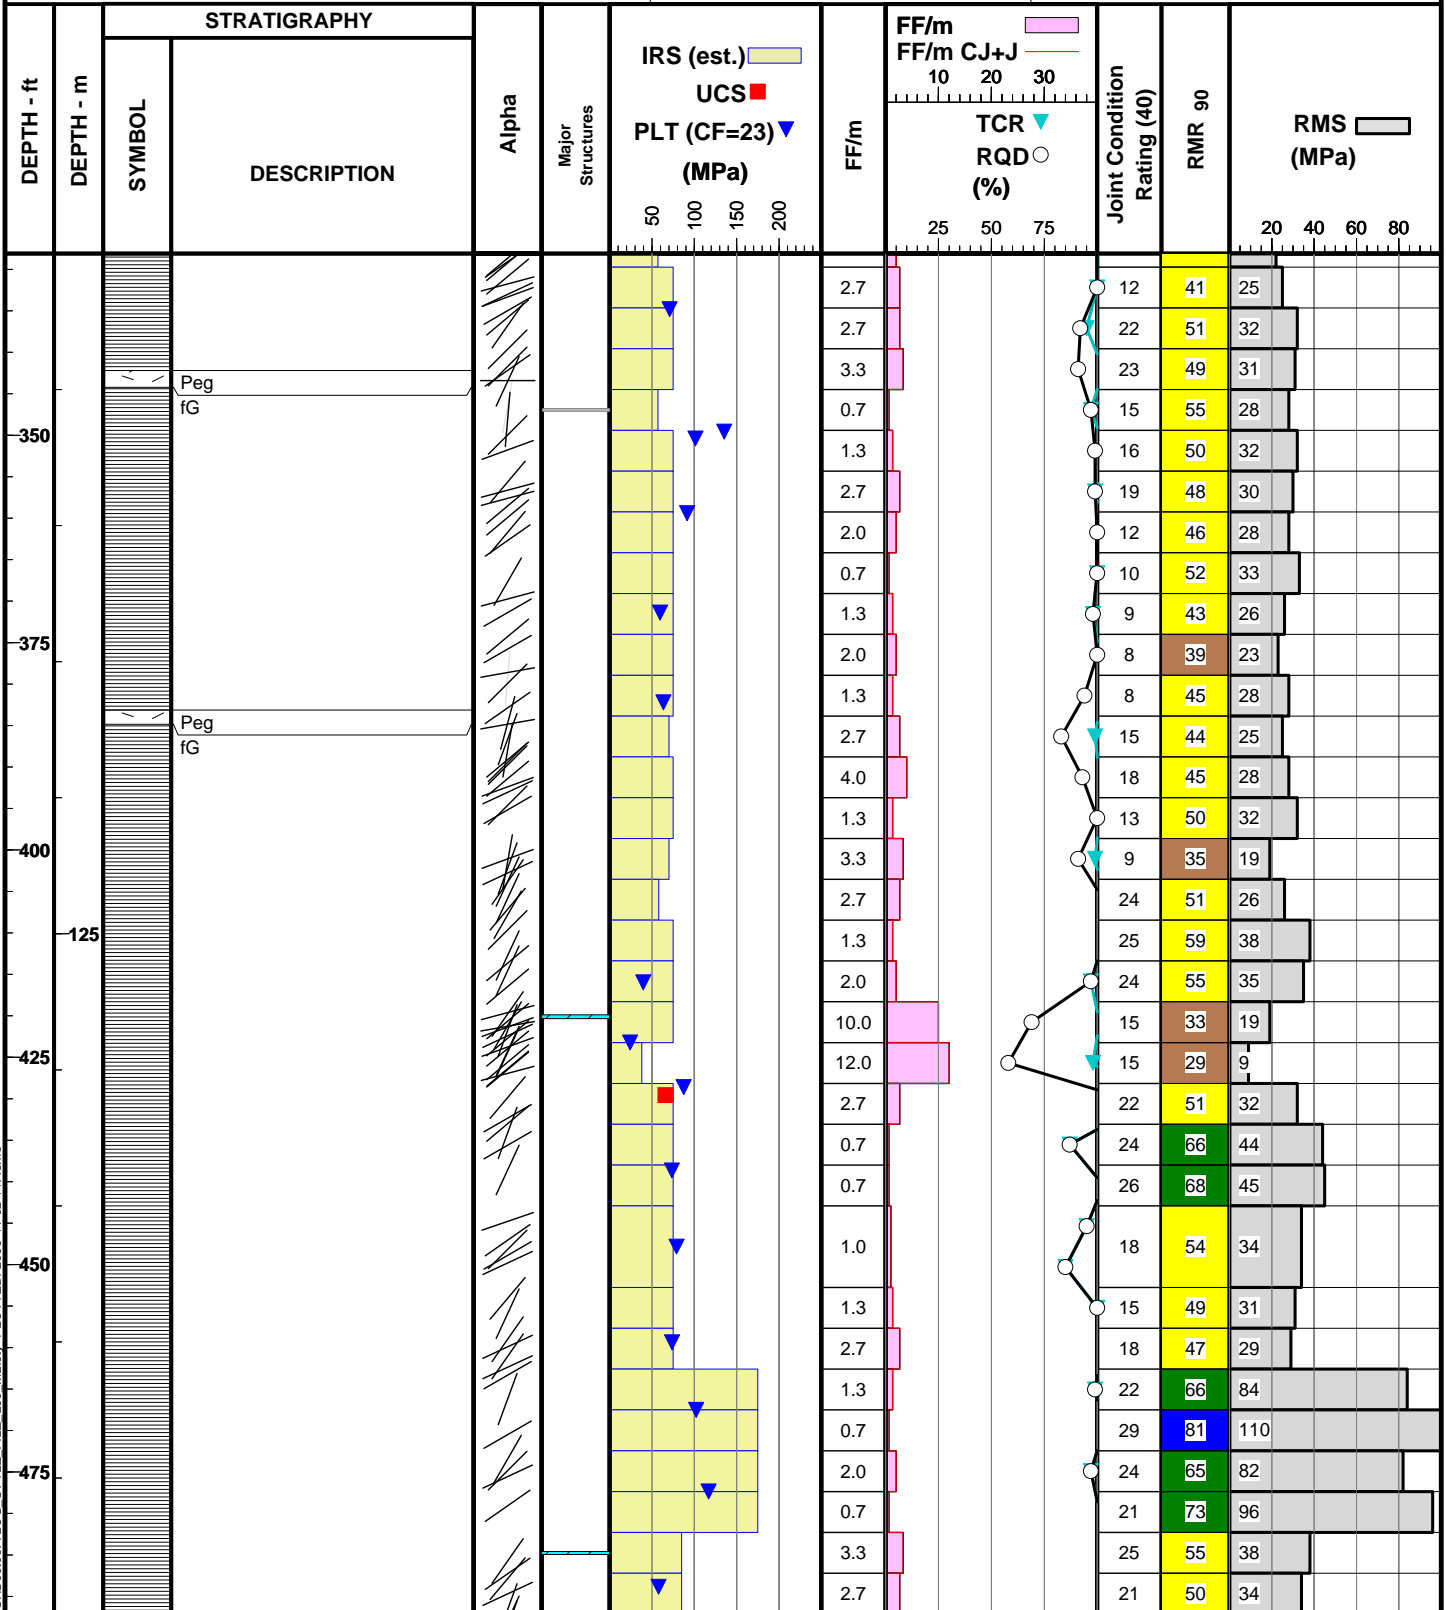 STRATIGRAPHY
DEPTH - ft
DEPTH - m
SYMBOL
DESCRIPTION
Alpha
Major
Structures
IRS (est.)
UCS
PLT (CF=23)
(MPa)
50 100 150 200
FF/m
FF/m
FF/m CJ+J
10 20 30
TCR
RQD
(%)
25 50 75
Joint Condition
Rating (40)
RMR 90
RMS
(MPa)
20 40 60 80
2.7 12 41 25
2.7 22 51 32
Peg 3.3 23 49 31
fG 0.7 15 55 28
350 1.3 16 50 32
2.7 19 48 30
2.0 12 46 28
0.7 10 52 33
1.3 9 43 26
375 2.0 8 39 23
1.3 8 45 28
Peg
fG 2.7 15 44 25
4.0 18 45 28
1.3 13 50 32
400 3.3 9 35 19
2.7 24 51 26
125 1.3 25 59 38
2.0 24 55 35
10.0 15 33 19
425 12.0 15 29 9
2.7 22 51 32
0.7 24 66 44
0.7 26 68 45
450 1.0 18 54 34
1.3 15 49 31
2.7 18 47 29
1.3 22 66 84
0.7 29 81 110
475 2.0 24 65 82
0.7 21 73 96
3.3 25 55 38
2.7 21 50 34